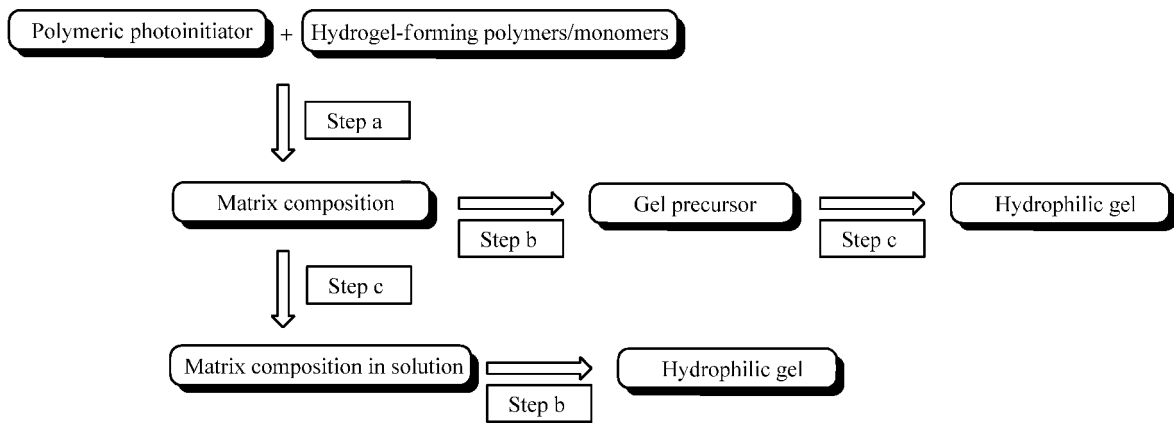 Polymeric photoinitiator + Hydrogel-forming polymers/monomers
Step a
Matrix composition
Gel precursor
Hydrophilic gel
Step b
Step c
Step c
Matrix composition in solution
Hydrophilic gel
Step b